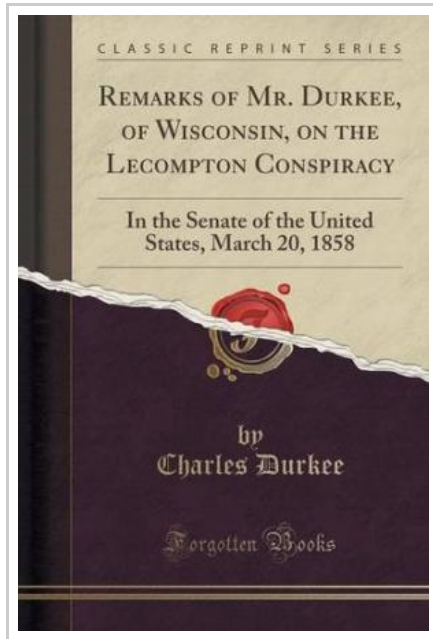 CLASSIC REPRINT SERIES
REMARKS OF MR. DURKEE,
OF WISCONSIN, ON THE
LECOMPTON CONSPIRACY
In the Senate of the United
States, March 20, 1858
by
Charles Durkee
Forgotten Books